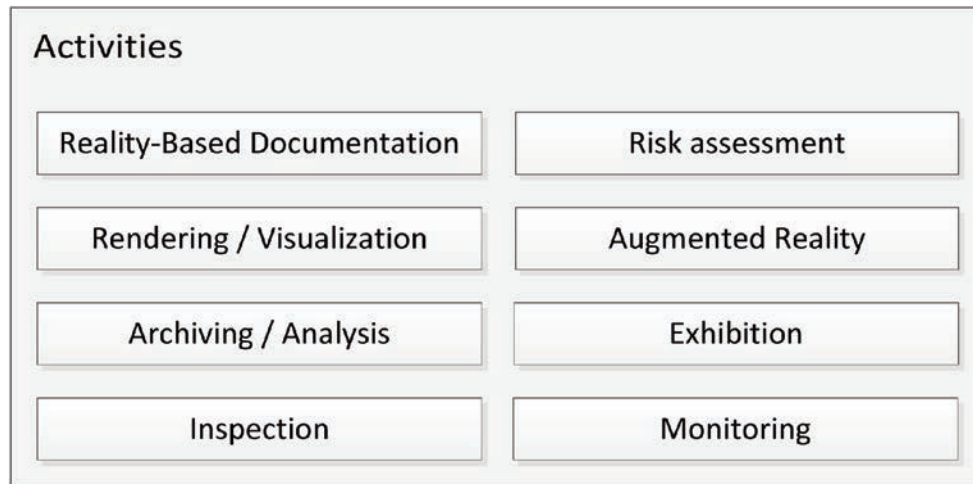 Activities
Reality-Based Documentation
Risk assessment
Rendering / Visualization
Augmented Reality
Archiving / Analysis
Exhibition
Inspection
Monitoring